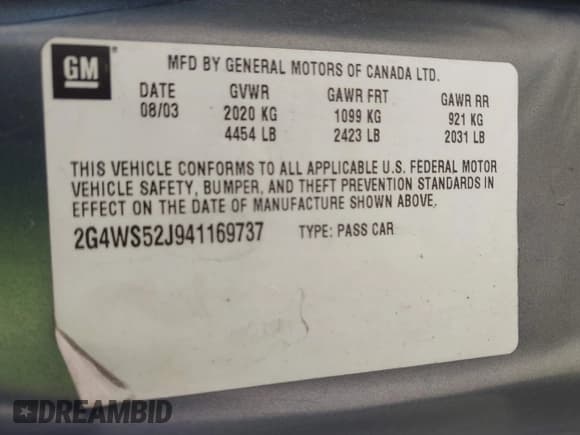 GM
MFD BY GENERAL MOTORS OF CANADA LTD.
DATE GVWR GAWR FRT GAWR RR
08/03 2020 KG 1099 KG 921 KG
4454 LB 2423 LB 2031 LB
THIS VEHICLE CONFORMS TO ALL APPLICABLE U.S. FEDERAL MOTOR
VEHICLE SAFETY, BUMPER, AND THEFT PREVENTION STANDARDS IN
EFFECT ON THE DATE OF MANUFACTURE SHOWN ABOVE.
2G4WS52J941169737 TYPE: PASS CAR
DREAMBID